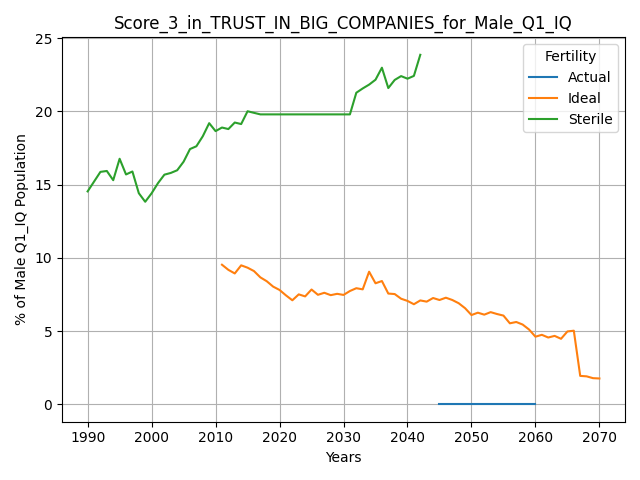 Score_3_in_TRUST_IN_BIG_COMPANIES_for_Male_Q1_IQ
% of Male Q1_IQ Population
25
20
15
10
5
0
Fertility
Actual
Ideal
Sterile
1990 2000 2010 2020 2030 2040 2050 2060 2070
Years